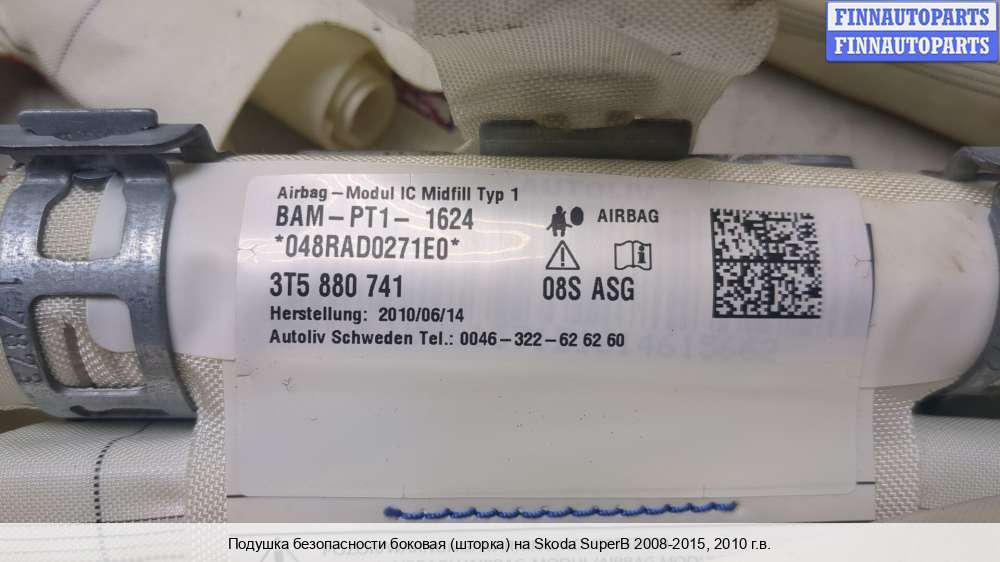 FINNAUTOPARTS
FINNAUTOPARTS
Airbag-Modul IC Midfill Typ 1
BAM-PT1- 1624
*048RAD0271E0*
3T5 880 741
AIRBAG
08S ASG
Herstellung: 2010/06/14
Autoliv Schweden Tel.: 0046-322-62 62 60
Подушка безопасности боковая (шторка) на Skoda SuperB 2008-2015, 2010 г.в.